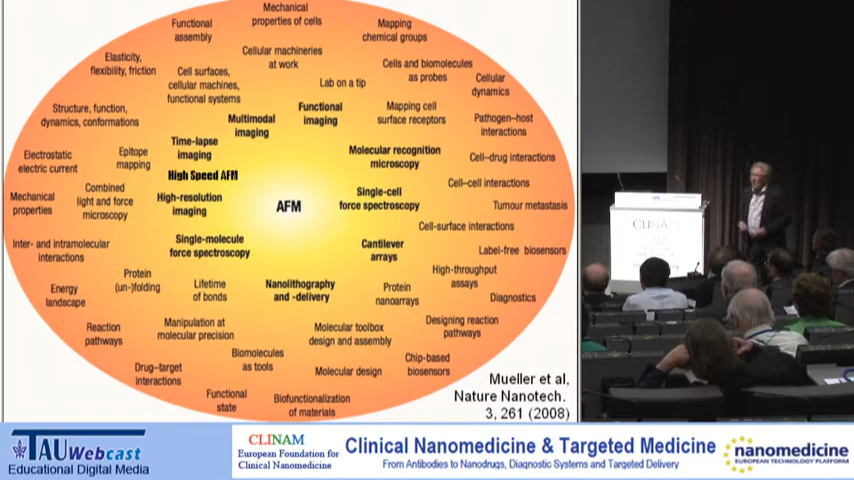 Mechanical
properties of cells
Functional
assembly
Mapping
chemical groups
Cellular machineries
at work
Elasticity,
flexibility, friction
Cells and biomolecules
as probes
Cell surfaces,
cellular machines,
functional systems
Lab on a tip
Cellular
dynamics
Structure, function,
dynamics, conformations
Multimodal
imaging
Functional
imaging
Mapping cell
surface receptors
Pathogen–host
interactions
Time-lapse
imaging
Electrostatic
electric current
Epitope
mapping
Molecular recognition
microscopy
Cell–drug interactions
High Speed AFM
Mechanical
properties
Combined
light and force
microscopy
High-resolution
imaging
AFM
Single-cell
force spectroscopy
Cell–cell interactions
Tumour metastasis
Cell-surface interactions
Inter- and intramolecular
interactions
Single-molecule
force spectroscopy
Cantilever
arrays
Label-free biosensors
Protein
(un-)folding
High-throughput
assays
Energy
landscape
Lifetime
of bonds
Nanolithography
and -delivery
Protein
nanoarrays
Diagnostics
Reaction
pathways
Manipulation at
molecular precision
Molecular toolbox
design and assembly
Designing reaction
pathways
Drug–target
interactions
Biomolecules
as tools
Molecular design
Chip-based
biosensors
Functional
state
Biofunctionalization
of materials
Mueller et al,
Nature Nanotech.
3, 261 (2008)
CLINAM
TAU Webcast
Educational Digital Media
CLINAM
European Foundation for
Clinical Nanomedicine
Clinical Nanomedicine & Targeted Medicine
From Antibodies to Nanodrugs, Diagnostic Systems and Targeted Delivery
nanomedicine
EUROPEAN TECHNOLOGY PLATFORM